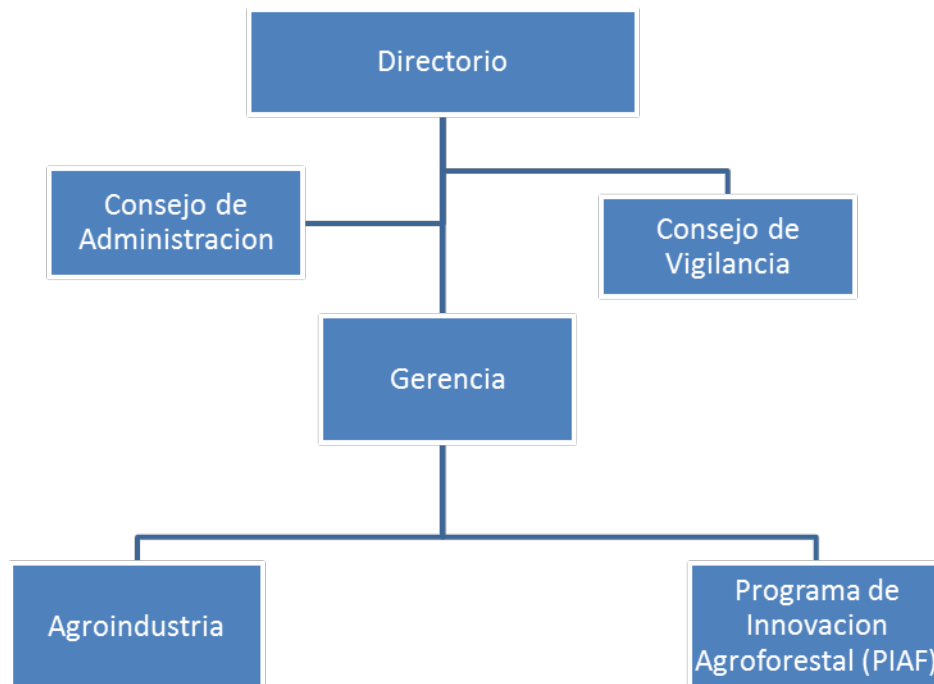 Directorio
Consejo de
Administracion
Consejo de
Vigilancia
Gerencia
Agroindustria
Programa de
Innovacion
Agroforestal (PIAF)